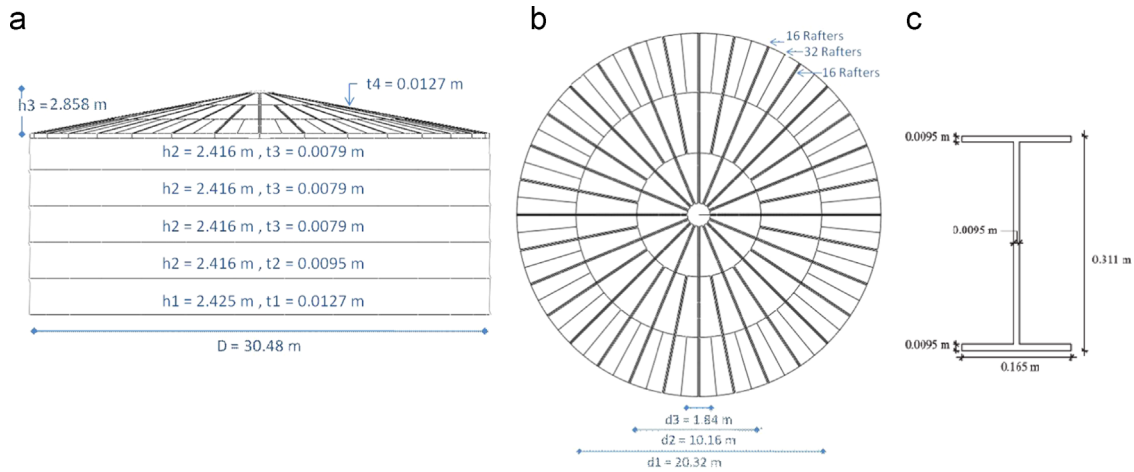 a
h3 = 2.858 m
t4 = 0.0127 m
h2 = 2.416 m , t3 = 0.0079 m
h2 = 2.416 m , t3 = 0.0079 m
h2 = 2.416 m , t3 = 0.0079 m
h2 = 2.416 m , t2 = 0.0095 m
h1 = 2.425 m , t1 = 0.0127 m
D = 30.48 m
b
16 Rafters
32 Rafters
16 Rafters
d3 = 1.84 m
d2 = 10.16 m
d1 = 20.32 m
c
0.0095 m
0.0095 m
0.311 m
0.0095 m
0.165 m